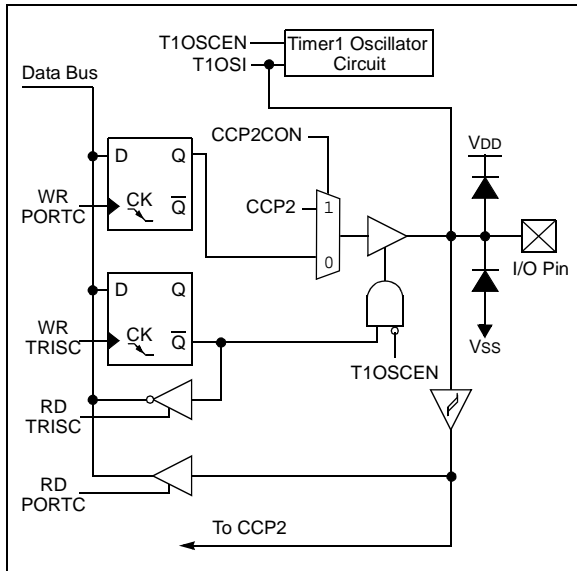 T1OSCEN
T1OSI
Timer1 Oscillator
Circuit
Data Bus
CCP2CON
VDD
D
Q
CCP2
1
WR
PORTC
CK
Q
0
I/O Pin
D
Q
WR
TRISC
CK
Q
VSS
T1OSCEN
RD
TRISC
RD
PORTC
To CCP2